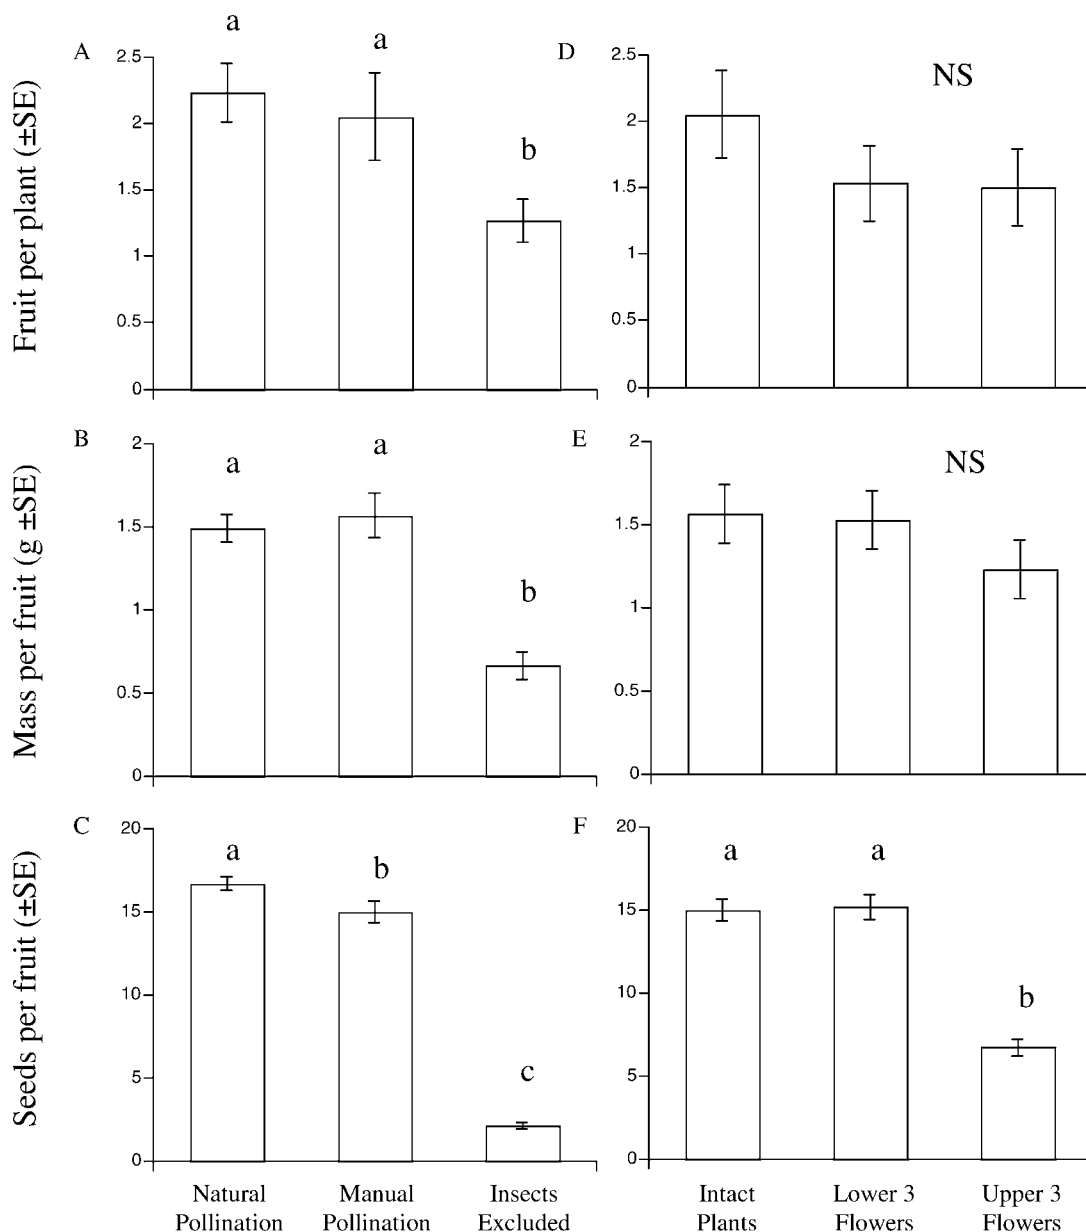 A
a
a
b
Fruit per plant (±SE)
2.5
2
1.5
1
0.5
0
D
NS
2.5
2
1.5
1
0.5
0
B
a
a
b
Mass per fruit (g ±SE)
2
1.5
1
0.5
0
E
NS
2
1.5
1
0.5
0
C
a
b
c
Seeds per fruit (±SE)
20
15
10
5
0
Natural Pollination
Manual Pollination
Insects Excluded
F
a
a
b
20
15
10
5
0
Intact Plants
Lower 3 Flowers
Upper 3 Flowers